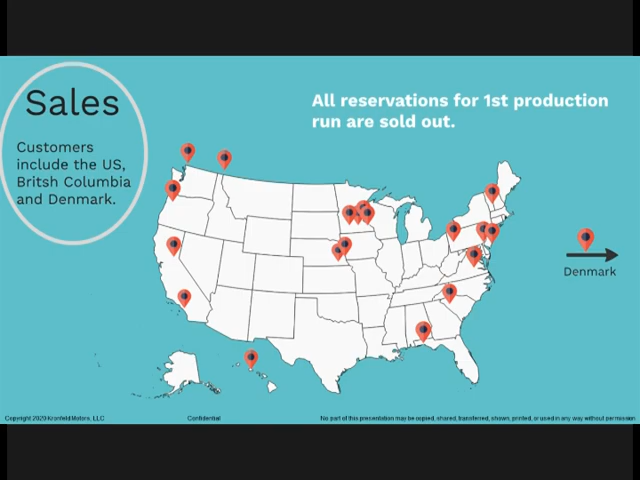 Sales
Customers
include the US,
Britsh Columbia
and Denmark.
All reservations for 1st production
run are sold out.
Denmark
Copyright 2020 Kronfeld Motors, LLC
Confidential
No part of this presentation may be copied, shared, transferred, shown, printed, or used in any way without permission.